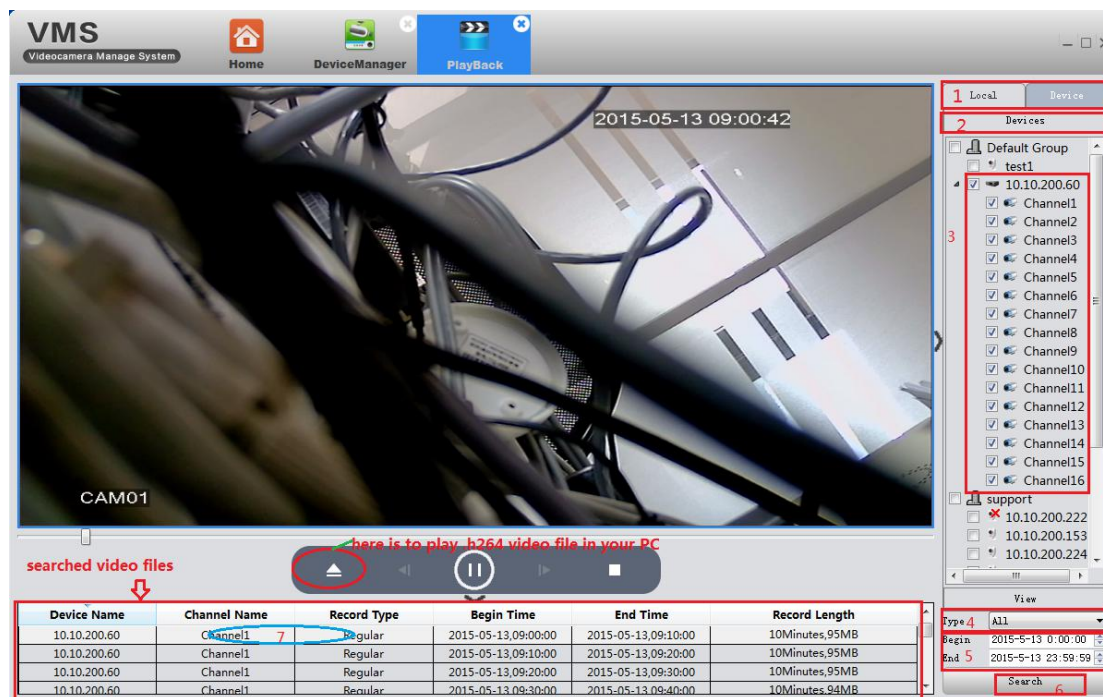 VMS
Videocamera Manage System
Home
DeviceManager
PlayBack
2015-05-13 09:00:42
CAM01
1 Local
Device
2 Devices
Default Group
test1
10.10.200.60
Channel1
Channel2
3
Channel3
Channel4
Channel5
Channel6
Channel7
Channel8
Channel9
Channel10
Channel11
Channel12
Channel13
Channel14
Channel15
Channel16
support
10.10.200.222
10.10.200.153
10.10.200.224
View
Type 4 All
Begin 2015-5-13 0:00:00
End 5 2015-5-13 23:59:59
Search 6
here is to play .h264 video file in your PC
searched video files
Device Name Channel Name Record Type Begin Time End Time Record Length
10.10.200.60 Channel1 7 Regular 2015-05-13,09:00:00 2015-05-13,09:10:00 10Minutes,95MB
10.10.200.60 Channel1 Regular 2015-05-13,09:10:00 2015-05-13,09:20:00 10Minutes,95MB
10.10.200.60 Channel1 Regular 2015-05-13,09:20:00 2015-05-13,09:30:00 10Minutes,95MB
10.10.200.60 Channel1 Regular 2015-05-13,09:30:00 2015-05-13,09:40:00 10Minutes,94MB